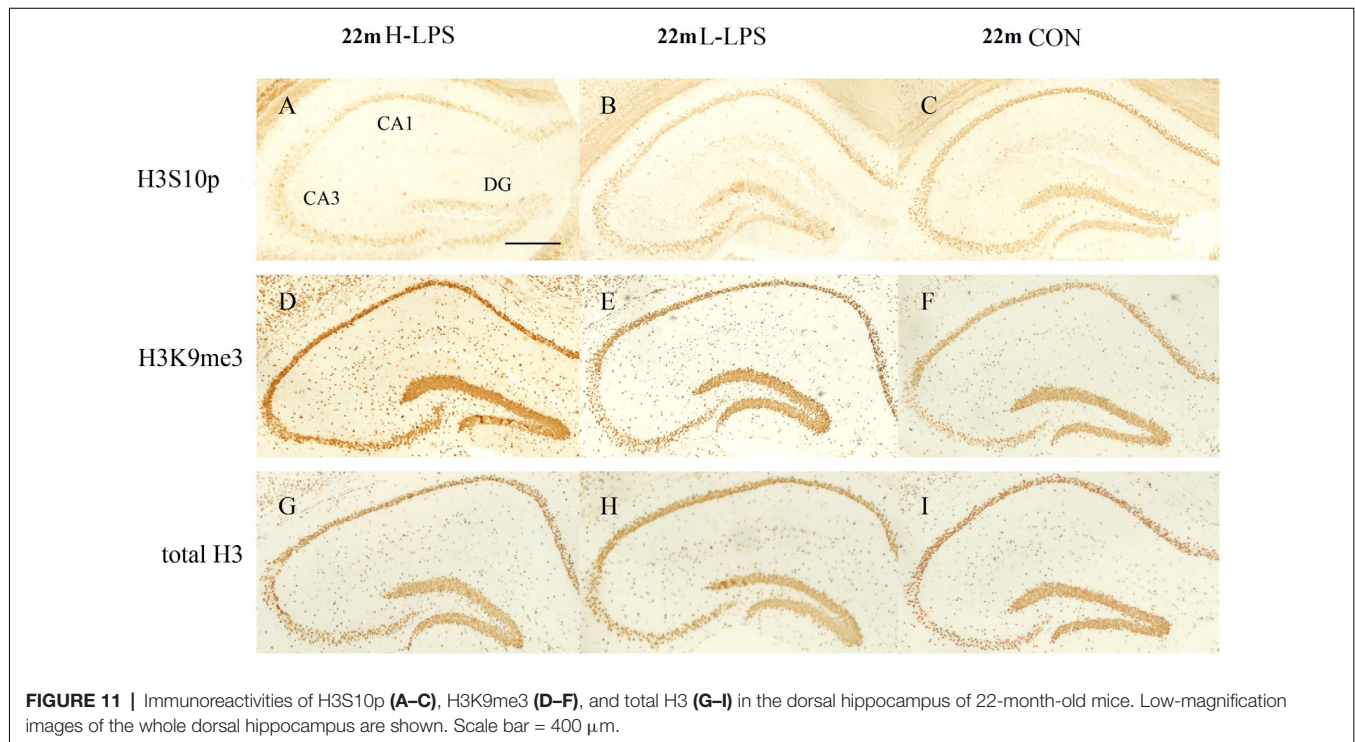 22m H-LPS 22m L-LPS 22m CON
A B C
CA1
H3S10p
DG
CA3
D E F
H3K9me3
G H I
total H3
FIGURE 11 | Immunoreactivities of H3S10p (A–C), H3K9me3 (D–F), and total H3 (G–I) in the dorsal hippocampus of 22-month-old mice. Low-magnification
images of the whole dorsal hippocampus are shown. Scale bar = 400 μm.